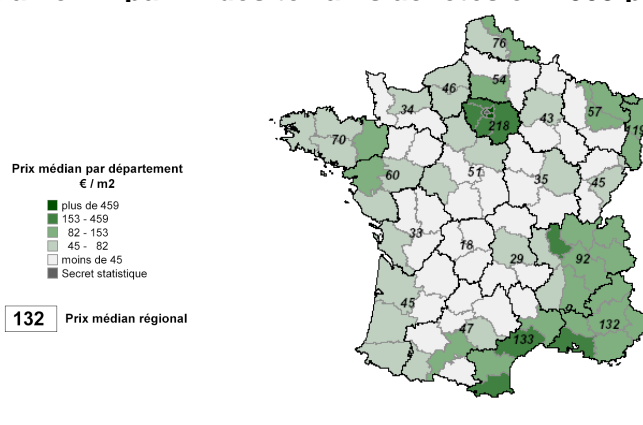 Prix médian par département
€ / m2
plus de 459
153 - 459
82 - 153
45 - 82
moins de 45
Secret statistique
132 Prix médian régional
76
54
46
34
218
43
57
119
70
60
51
35
45
33
18
29
92
45
47
133
132